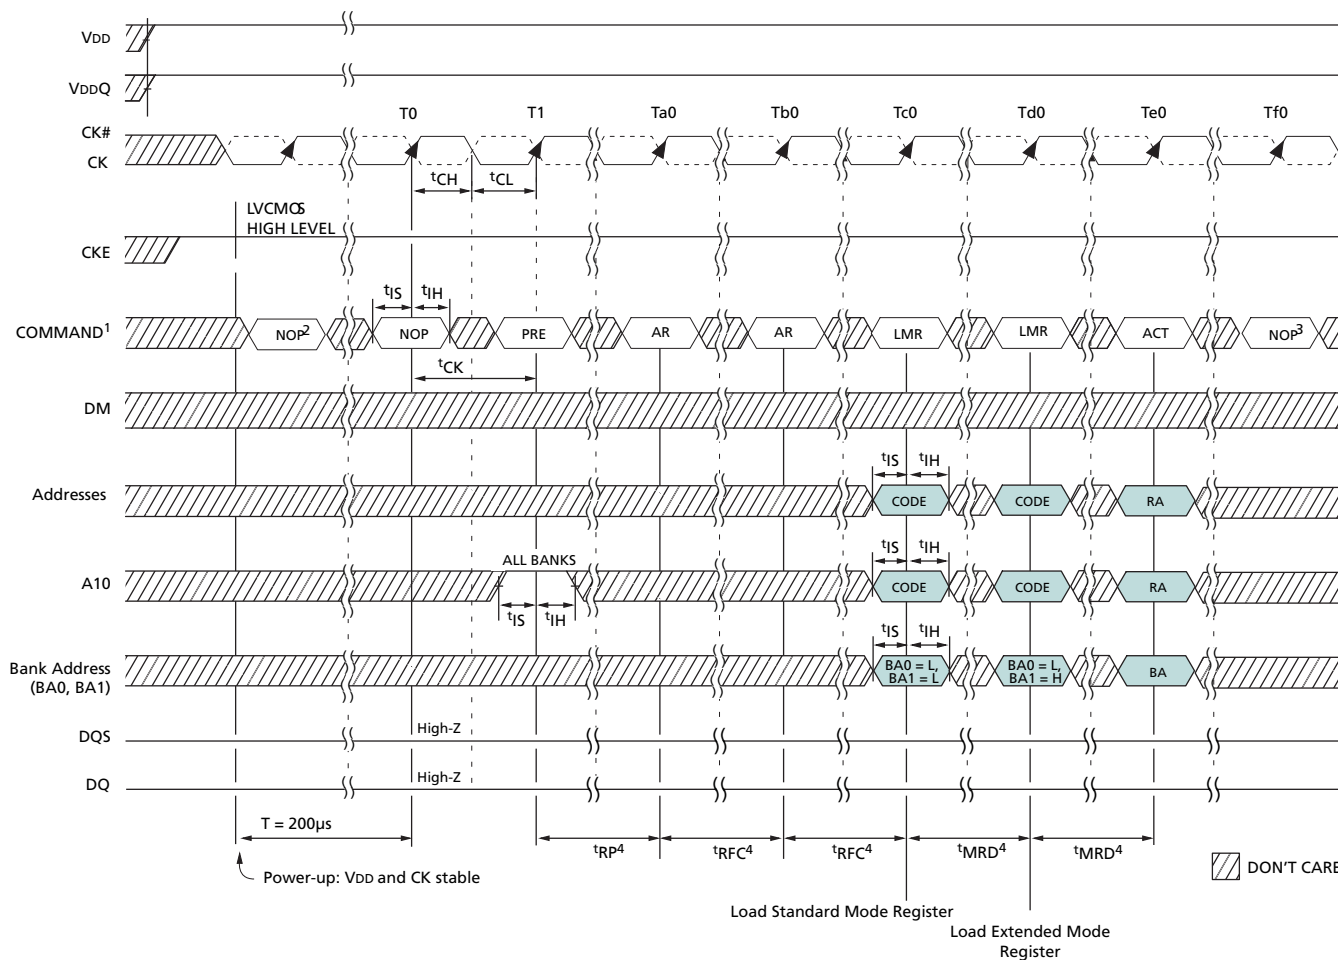 VDD
VDDQ
T0 T1 Ta0 Tb0 Tc0 Td0 Te0 Tf0
CK#
CK
tCH tCL
LVCMOS
HIGH LEVEL
CKE
tIS tIH
COMMAND1 NOP2 NOP PRE AR AR LMR LMR ACT NOP3
tCK
DM
tIS tIH
Addresses CODE CODE RA
ALL BANKS tIS tIH
A10 CODE CODE RA
tIS tIH
tIS tIH
Bank Address
(BA0, BA1)
BA0 = L,
BA1 = L
BA0 = L,
BA1 = H
BA
DQS High-Z
DQ High-Z
T = 200µs
tRP4 tRFC4 tRFC4 tMRD4 tMRD4
Power-up: VDD and CK stable
DON'T CARE
Load Standard Mode Register
Load Extended Mode
Register